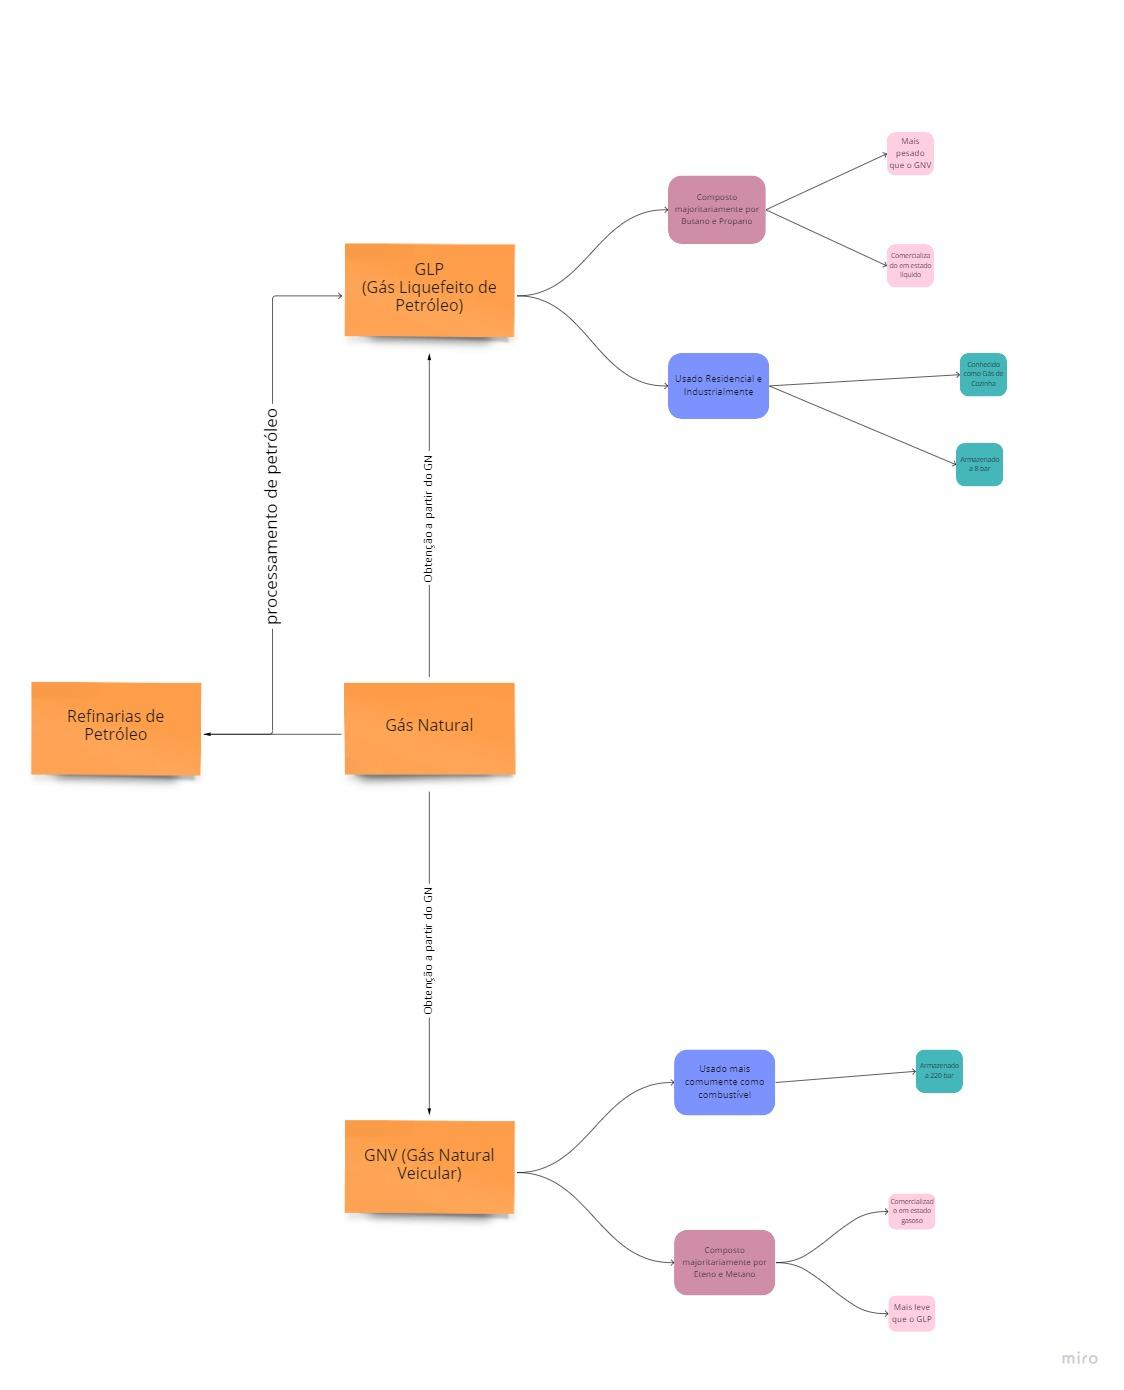 Mais
pesado
que o GNV
Composto
majoritariamente por
Butano e Propano
Comercializa
do em estado
líquido
GLP
(Gás Liquefeito de
Petróleo)
Conhecido
como Gás de
Cozinha
Usado Residencial e
Industrialmente
Armazenado
a 8 bar
processamento de petróleo
Obtenção a partir do GN
Refinarias de
Petróleo
Gás Natural
Obtenção a partir do GN
Usado mais
comumente como
combustível
Armazenado
a 220 bar
GNV (Gás Natural
Veicular)
Comercializad
o em estado
gasoso
Composto
majoritariamente por
Eteno e Metano
Mais leve
que o GLP
miro